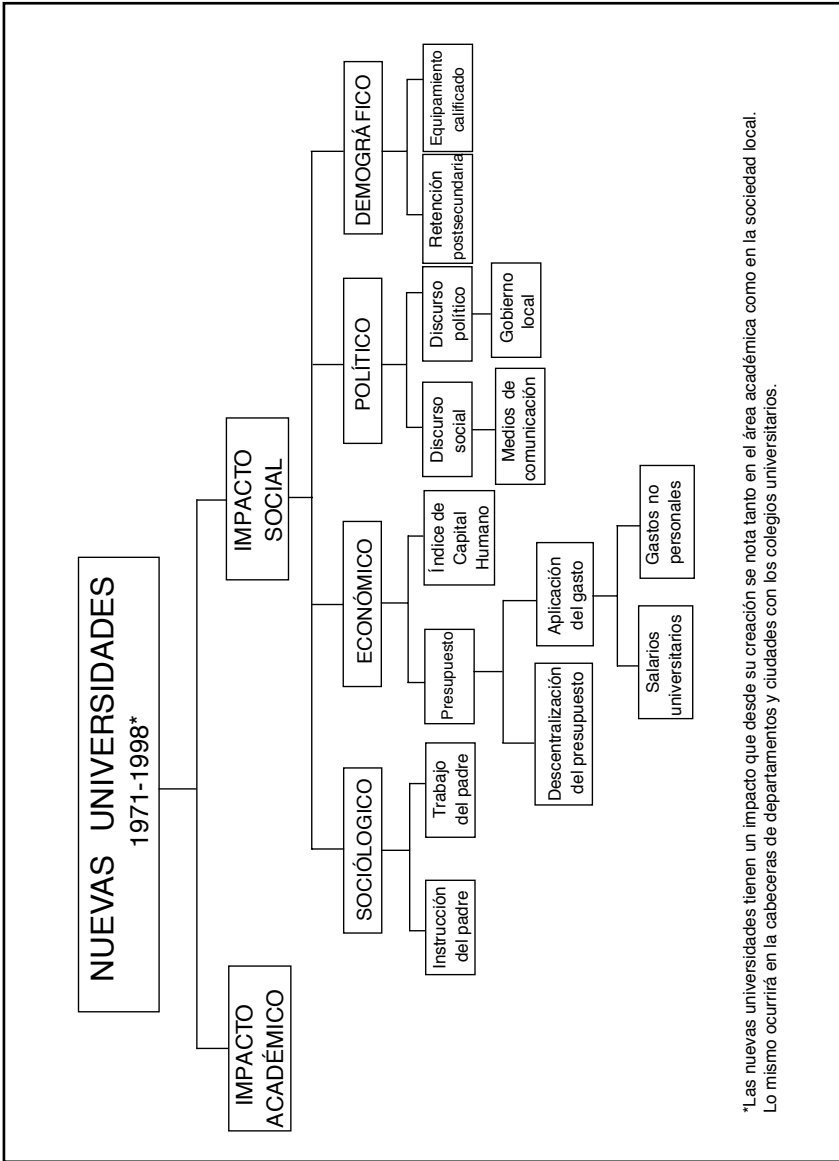 NUEVAS UNIVERSIDADES
1971-1998*
IMPACTO
ACADÉMICO
IMPACTO
SOCIAL
SOCIÓLOGICO
ECONÓMICO
POLÍTICO
DEMOGRÁFICO
Instrucción
del padre
Trabajo
del padre
Presupuesto
Índice de
Capital
Humano
Discurso
social
Discurso
político
Retención
postsecundaria
Equipamiento
calificado
Descentralización
del presupuesto
Aplicación
del gasto
Medios de
comunicación
Gobierno
local
Salarios
universitarios
Gastos no
personales
*Las nuevas universidades tienen un impacto que desde su creación se nota tanto en el área académica como en la sociedad local.
Lo mismo ocurrirá en la cabeceras de departamentos y ciudades con los colegios universitarios.